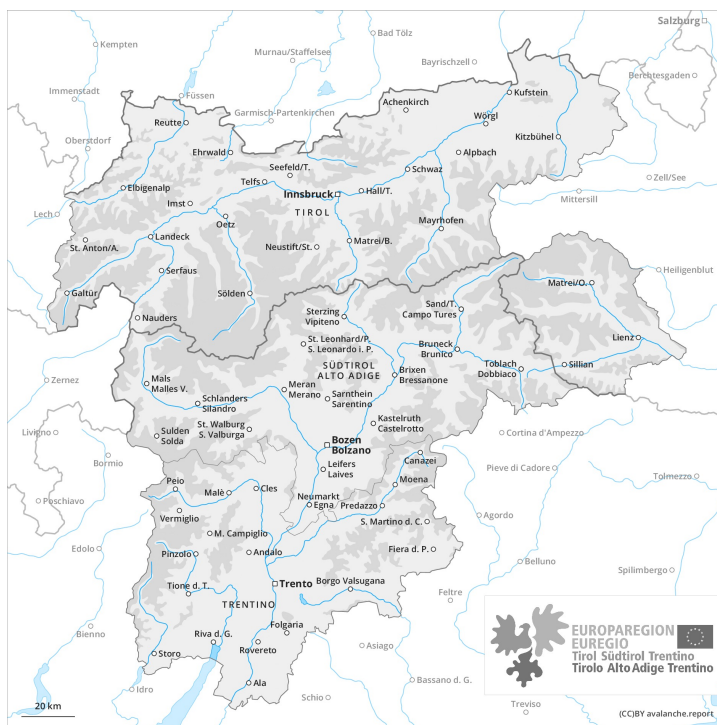 Salzburg
Kempten
Bad Tölz
Murnau/Staffelsee
Bayrischzell
Berchtesgaden
Immenstadt
Füssen
Kufstein
Achenkirch
Garmisch-Partenkirchen
Wörgl
Reutte
Kitzbühel
Oberstdorf
Ehrwald
Alpbach
Seefeld/T.
Schwaz
Telfs
Zell/See
Elbigenalp
Innsbruck
Hall/T.
Mittersill
Imst
TIROL
Lech
Oetz
Mayrhofen
St. Anton/A.
Landeck
Neustift/St.
Matrei/B.
Serfaus
Heiligenblut
Matrei/O.
Galtür
Sölden
Nauders
Sterzing
Vipiteno
Sand/T.
Campo Tures
Lienz
St. Leonhard/P.
S. Leonardo i. P.
Bruneck
Brunico
Toblach
Dobbiaco
Sillian
SÜDTIROL
ALTO ADIGE
Brixen
Bressanone
Zernez
Mals
Malles V.
Meran
Merano
Schlanders
Silandro
Sarnthein
Sarentino
Kastelruth
Castelrotto
Livigno
Sulden
Solda
St. Walburg
S. Valburga
Bozen
Bolzano
Cortina d'Ampezzo
Bormio
Canazei
Pieve di Cadore
Leifers
Laives
Tolmezzo
Peio
Malè
Cles
Moena
Poschiavo
Neumarkt
Egna
Predazzo
Vermiglio
S. Martino d. C.
Agordo
M. Campiglio
Edolo
Pinzolo
Andalo
Fiera d. P.
Belluno
Spilimbergo
Trento
Tione d. T.
Borgo Valsugana
Feltre
TRENTINO
Bienno
Folgaria
Riva d. G.
Rovereto
Asiago
Storo
Bassano d. G.
Ala
Idro
Schio
Treviso
EUROPAREGION
EUREGIO
Tirol Südtirol Trentino
Tirolo Alto Adige Trentino
20 km
(CC)BY avalanche.report